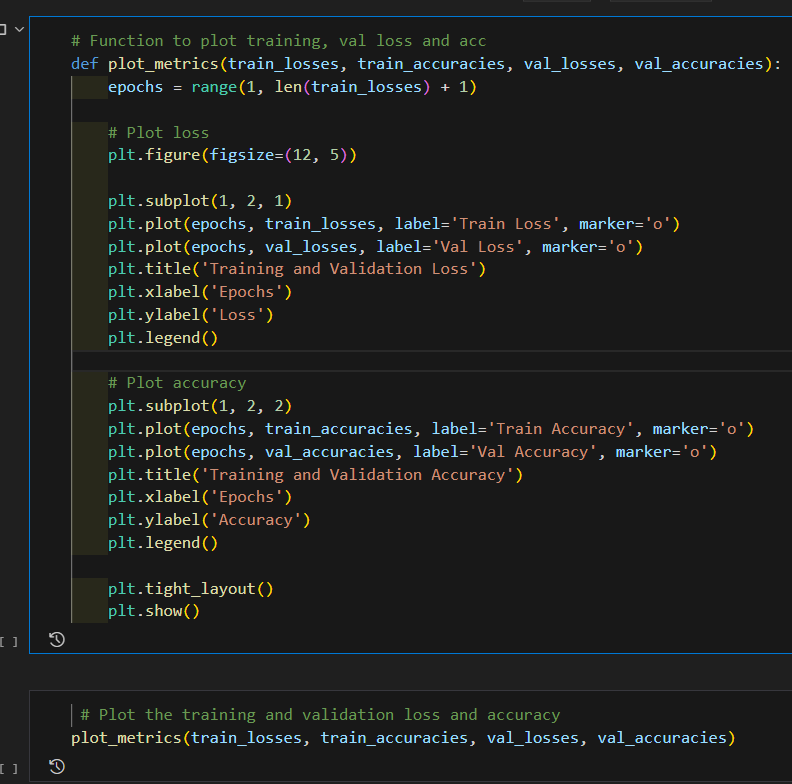 # Function to plot training, val loss and acc
def plot_metrics(train_losses, train_accuracies, val_losses, val_accuracies):
    epochs = range(1, len(train_losses) + 1)

    # Plot loss
    plt.figure(figsize=(12, 5))

    plt.subplot(1, 2, 1)
    plt.plot(epochs, train_losses, label='Train Loss', marker='o')
    plt.plot(epochs, val_losses, label='Val Loss', marker='o')
    plt.title('Training and Validation Loss')
    plt.xlabel('Epochs')
    plt.ylabel('Loss')
    plt.legend()

    # Plot accuracy
    plt.subplot(1, 2, 2)
    plt.plot(epochs, train_accuracies, label='Train Accuracy', marker='o')
    plt.plot(epochs, val_accuracies, label='Val Accuracy', marker='o')
    plt.title('Training and Validation Accuracy')
    plt.xlabel('Epochs')
    plt.ylabel('Accuracy')
    plt.legend()

    plt.tight_layout()
    plt.show()
[ ]
 # Plot the training and validation loss and accuracy
plot_metrics(train_losses, train_accuracies, val_losses, val_accuracies)
[ ]